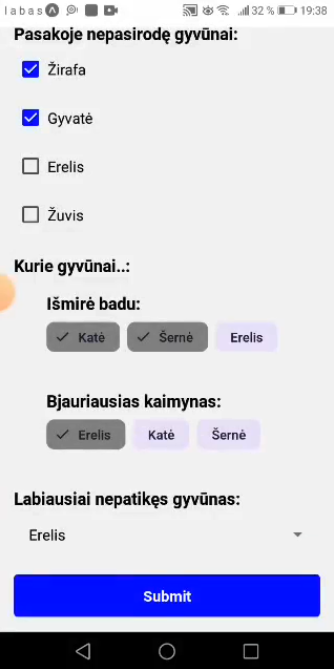 labas 32 % 19:38
Pasakoje nepasirodę gyvūnai:
Žirafa
Gyvatė
Erelis
Žuvis
Kurie gyvūnai..:
Išmirė badu:
Katė Šernė Erelis
Bjauriausias kaimynas:
Erelis Katė Šernė
Labiausiai nepatikęs gyvūnas:
Erelis
Submit